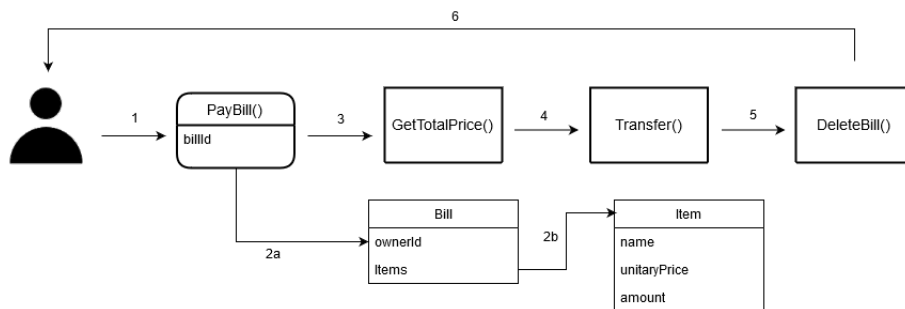 6
1
PayBill()
billId
3
GetTotalPrice()
4
Transfer()
5
DeleteBill()
2a
Bill
ownerId
Items
2b
Item
name
unitaryPrice
amount